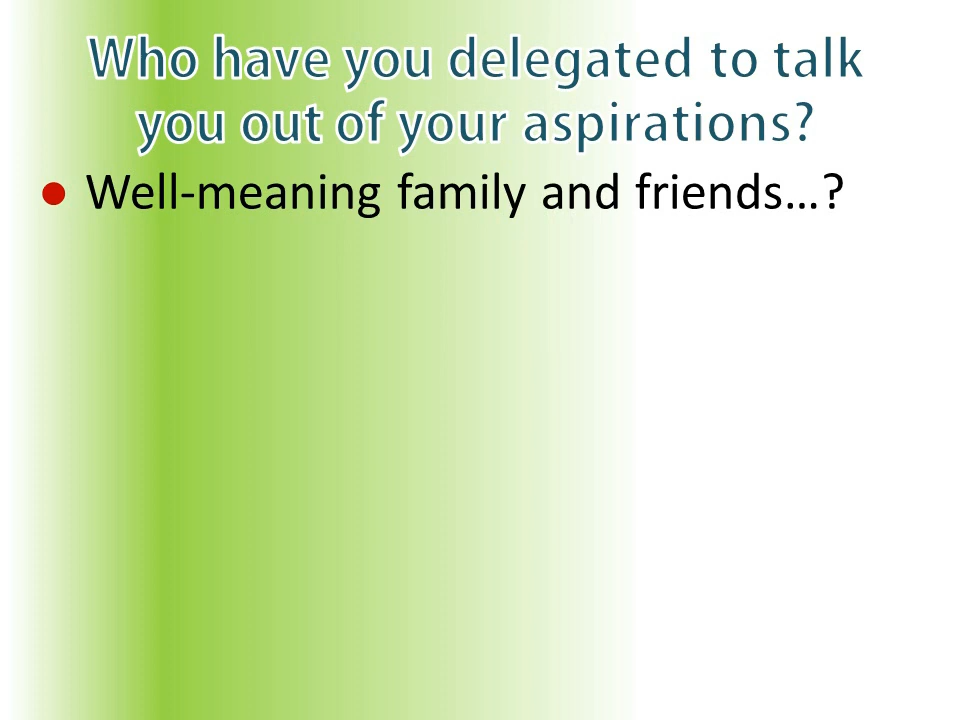 Who have you delegated to talk
you out of your aspirations?
● Well-meaning family and friends…?